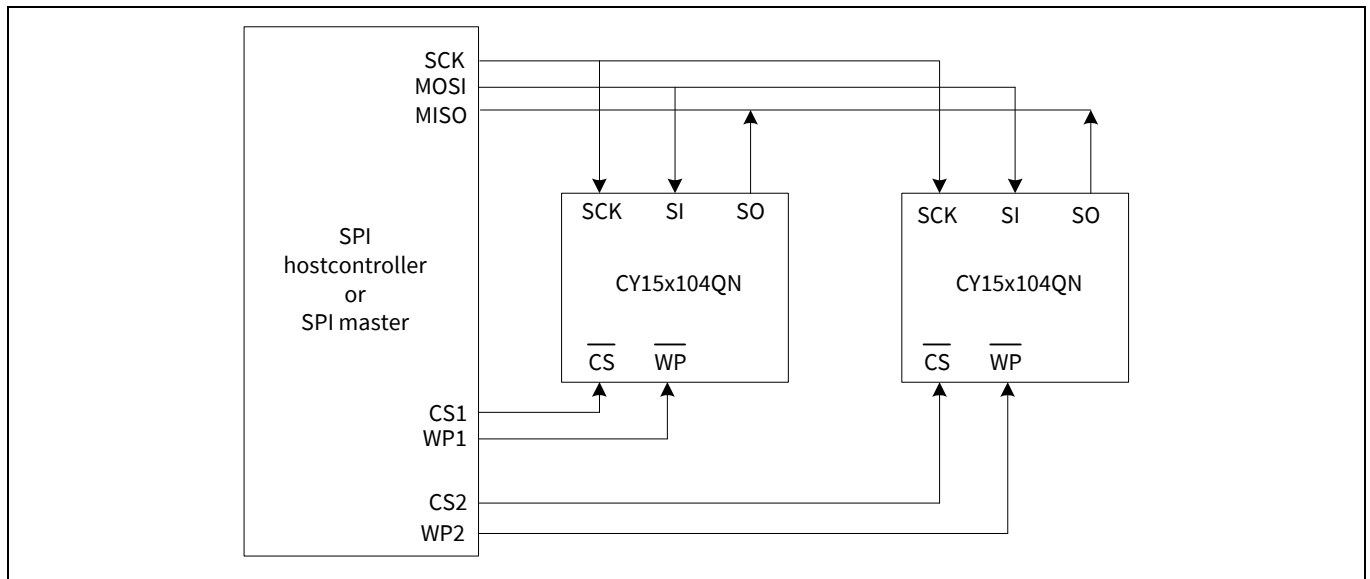 SCK
MOSI
MISO
SCK SI SO
SCK SI SO
SPI
hostcontroller
or
SPI master
CY15x104QN
CY15x104QN
CS WP
CS WP
CS1
WP1
CS2
WP2